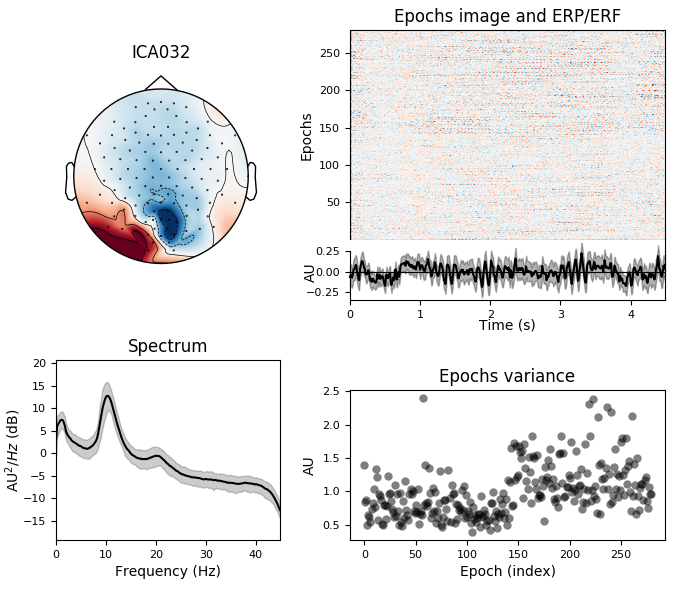 ICA032
Epochs image and ERP/ERF
Epochs
250
200
150
100
50
AU
0.25
0.00
−0.25
0 1 2 3 4
Time (s)
Spectrum
AU²/Hz (dB)
20
15
10
5
0
−5
−10
−15
0 10 20 30 40
Frequency (Hz)
Epochs variance
AU
2.5
2.0
1.5
1.0
0.5
0 50 100 150 200 250
Epoch (index)